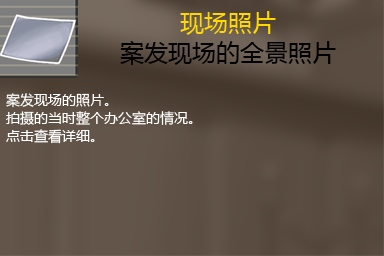 现场照片
案发现场的全景照片
案发现场的照片。
拍摄的当时整个办公室的情况。
点击查看详细。